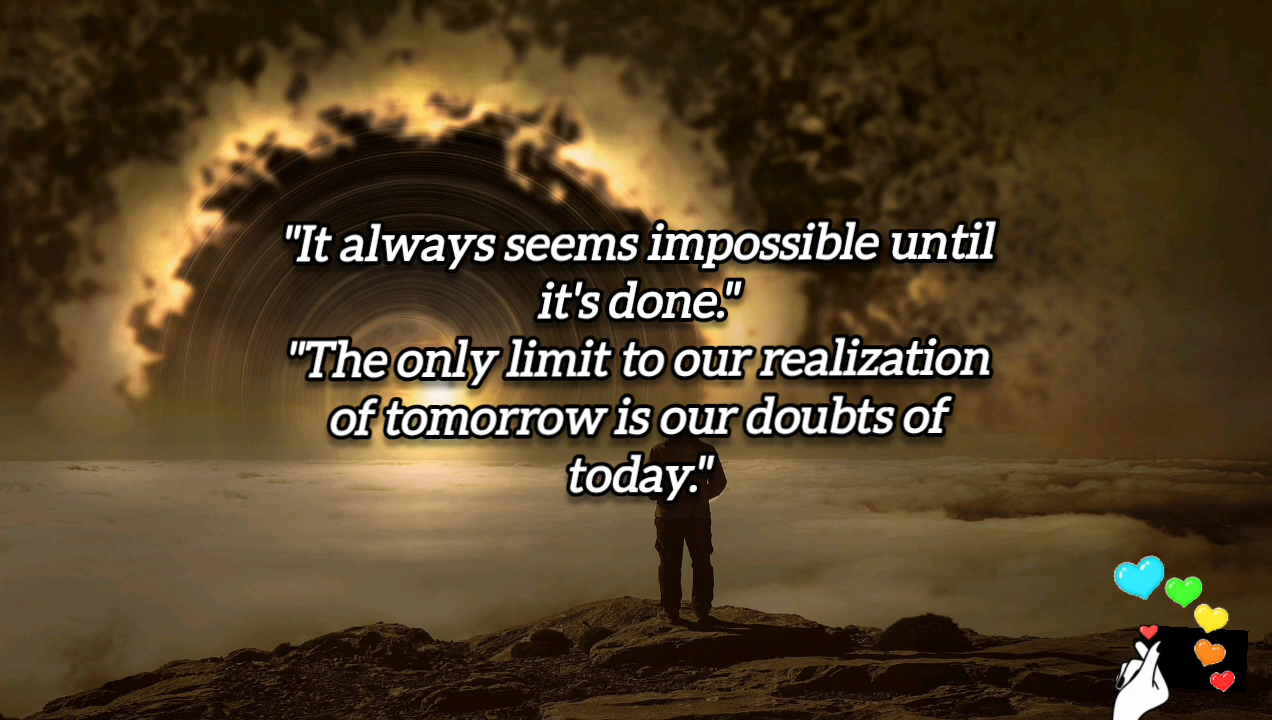 "It always seems impossible until
it's done."
"The only limit to our realization
of tomorrow is our doubts of
today."